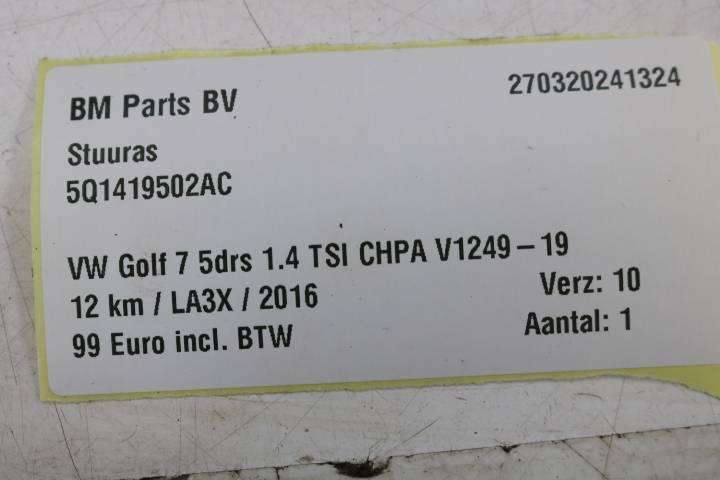 BM Parts BV 270320241324
Stuuras
5Q1419502AC
VW Golf 7 5drs 1.4 TSI CHPA V1249-19
12 km / LA3X / 2016 Verz: 10
99 Euro incl. BTW Aantal: 1